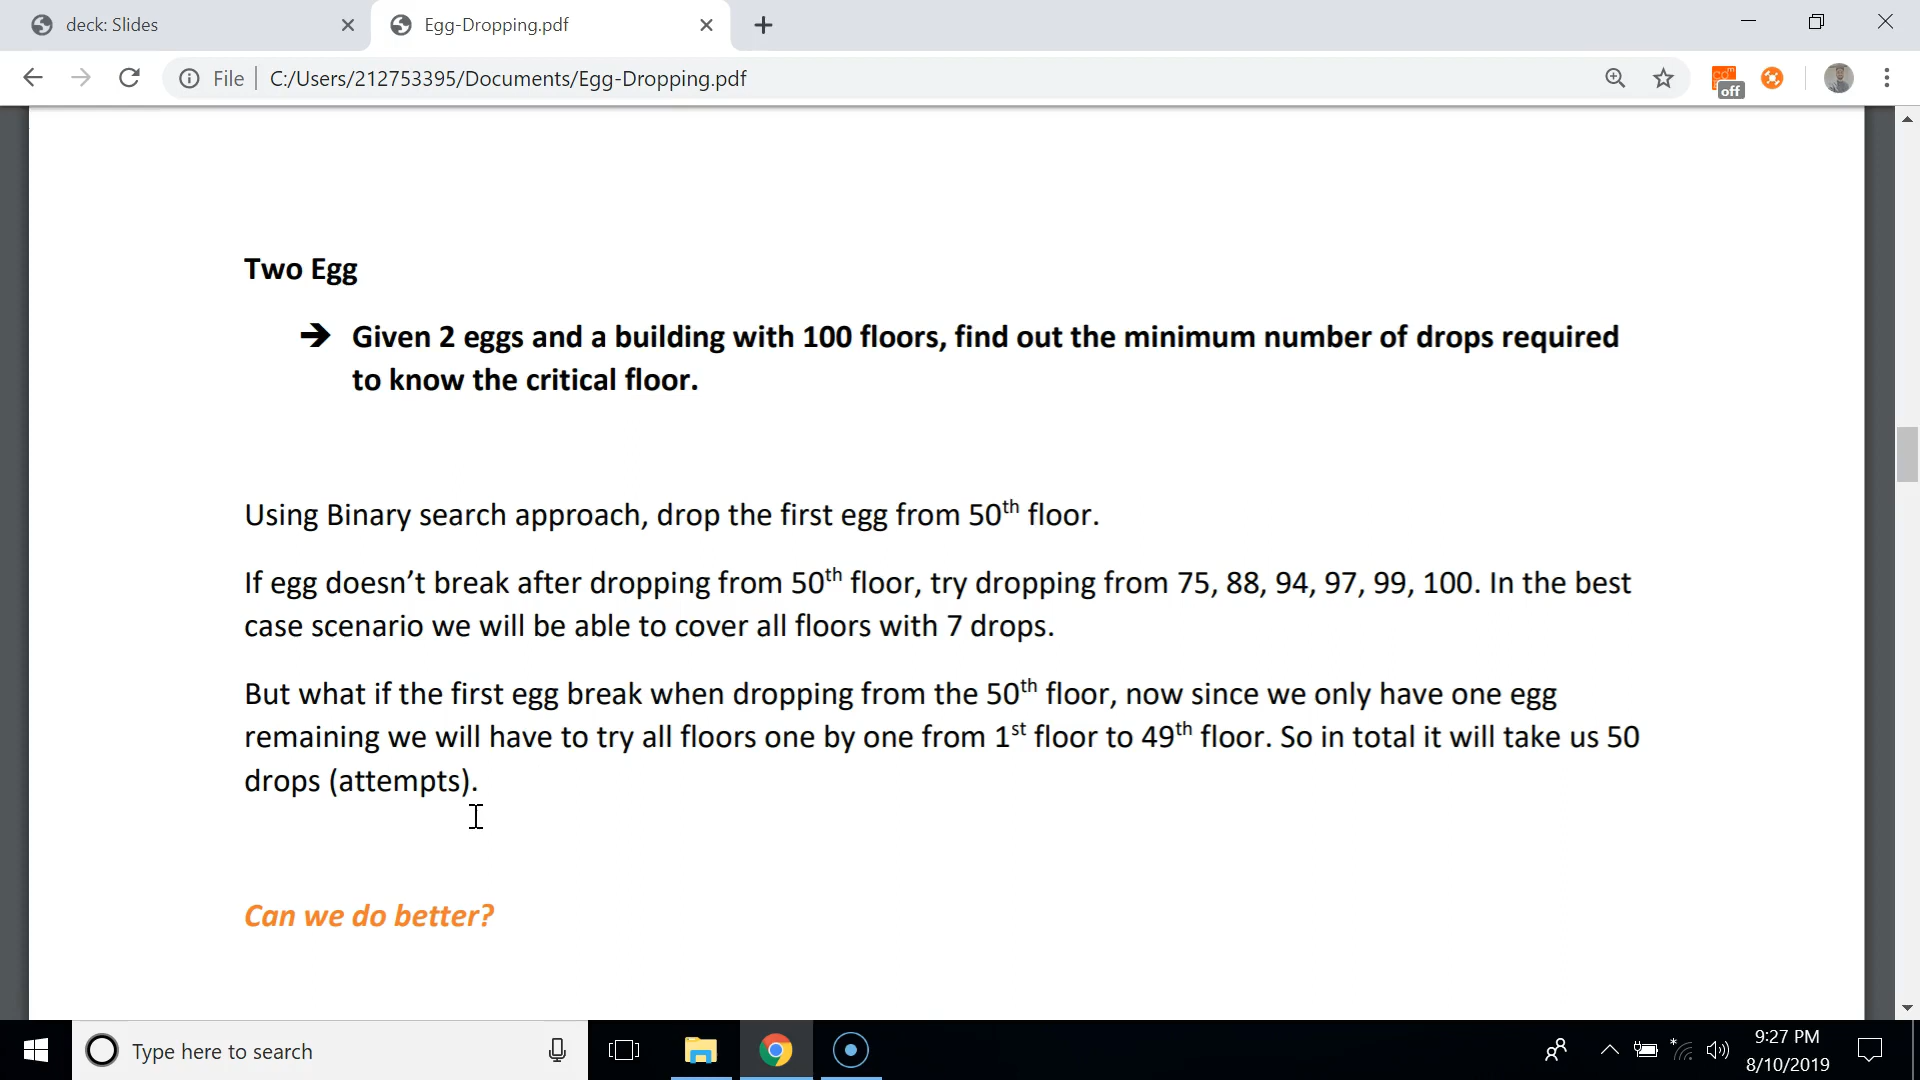 deck: Slides
Egg-Dropping.pdf
File
C:/Users/212753395/Documents/Egg-Dropping.pdf
off
Two Egg
➔ Given 2 eggs and a building with 100 floors, find out the minimum number of drops required
to know the critical floor.
Using Binary search approach, drop the first egg from 50th floor.
If egg doesn’t break after dropping from 50th floor, try dropping from 75, 88, 94, 97, 99, 100. In the best
case scenario we will be able to cover all floors with 7 drops.
But what if the first egg break when dropping from the 50th floor, now since we only have one egg
remaining we will have to try all floors one by one from 1st floor to 49th floor. So in total it will take us 50
drops (attempts).
Can we do better?
Type here to search
9:27 PM
8/10/2019